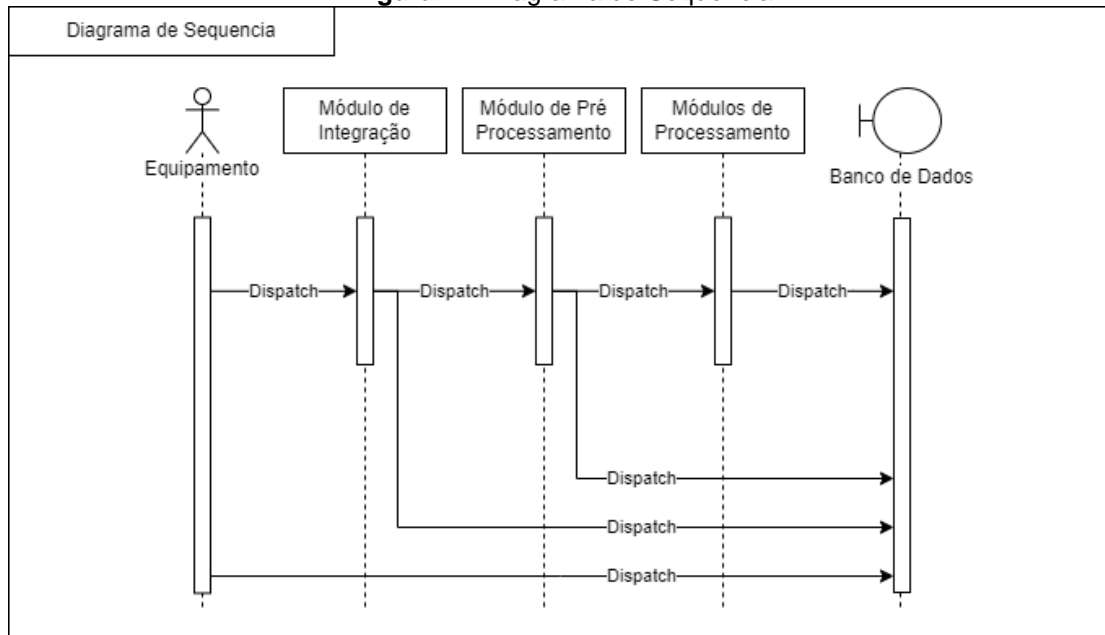 Diagrama de Sequencia
Módulo de
Integração
Módulo de Pré
Processamento
Módulos de
Processamento
Equipamento
Banco de Dados
Dispatch
Dispatch
Dispatch
Dispatch
Dispatch
Dispatch
Dispatch